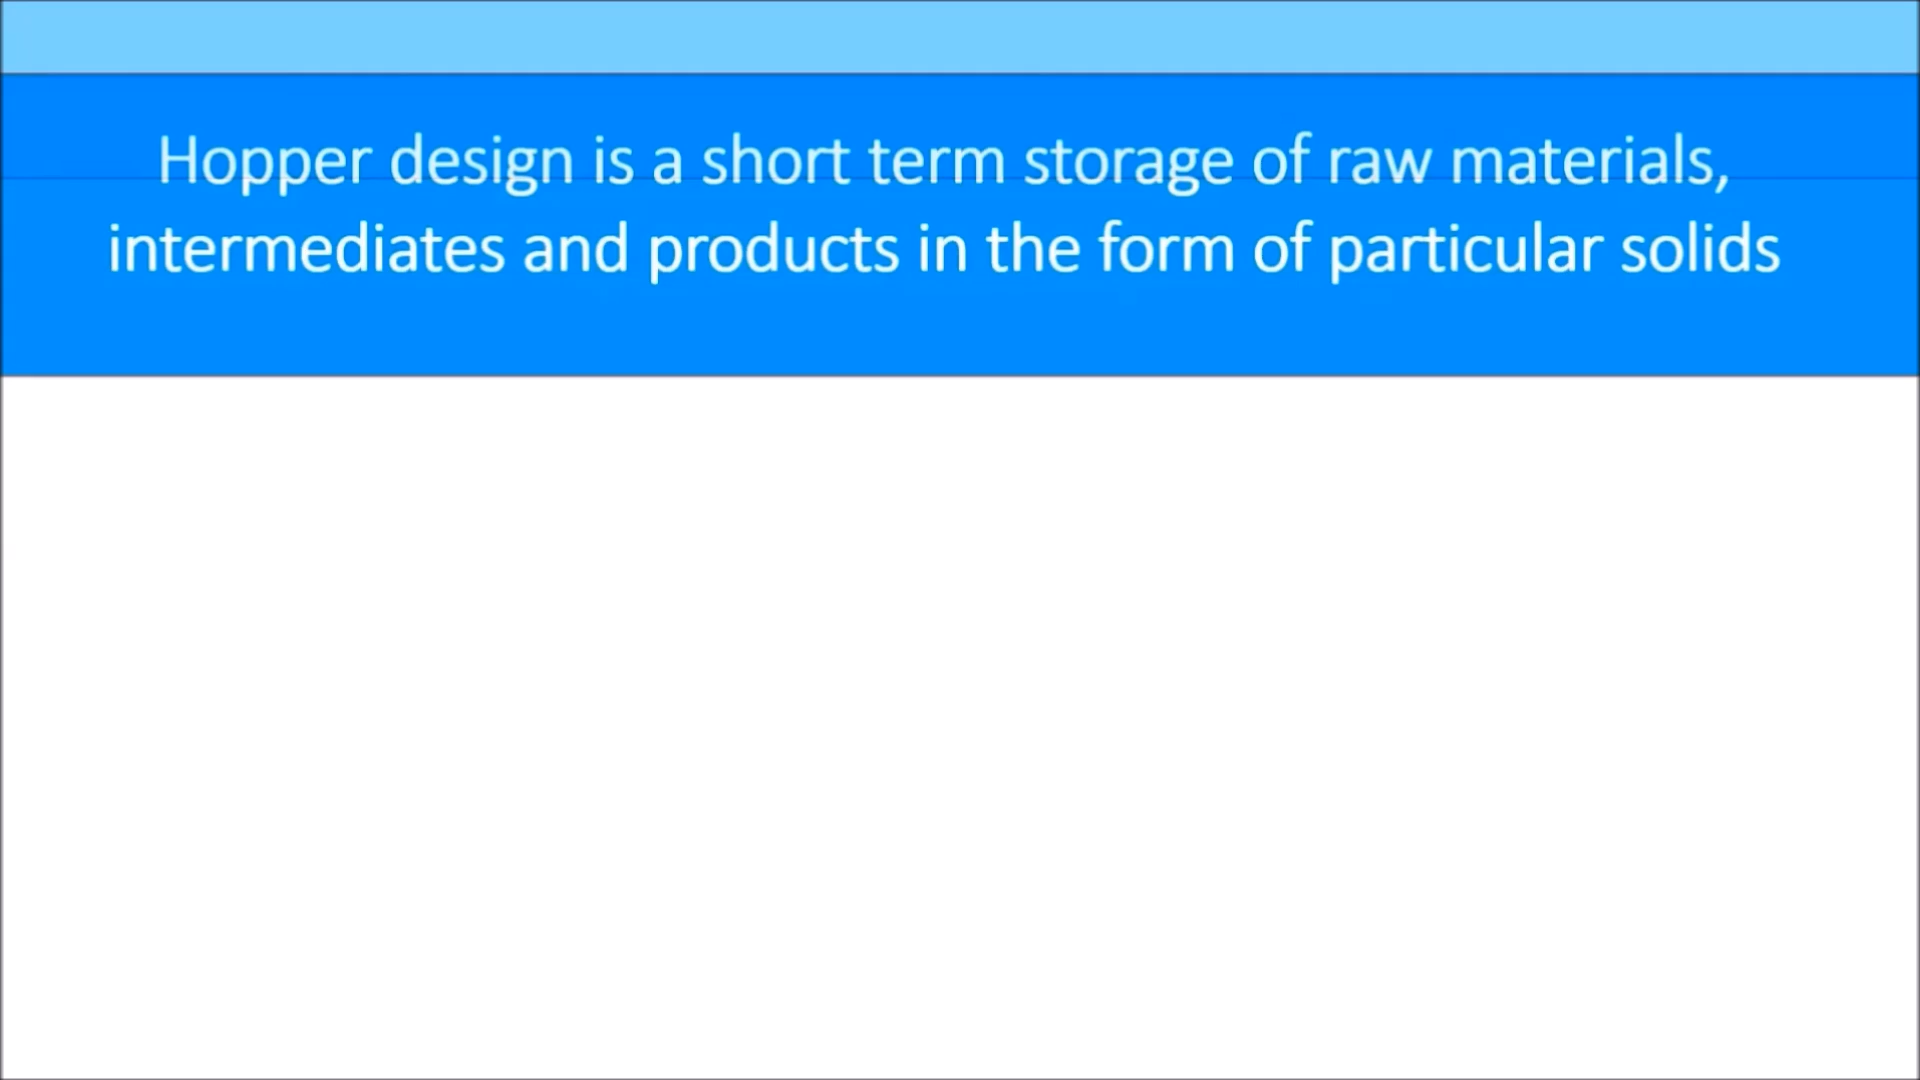 Hopper design is a short term storage of raw materials,
intermediates and products in the form of particular solids